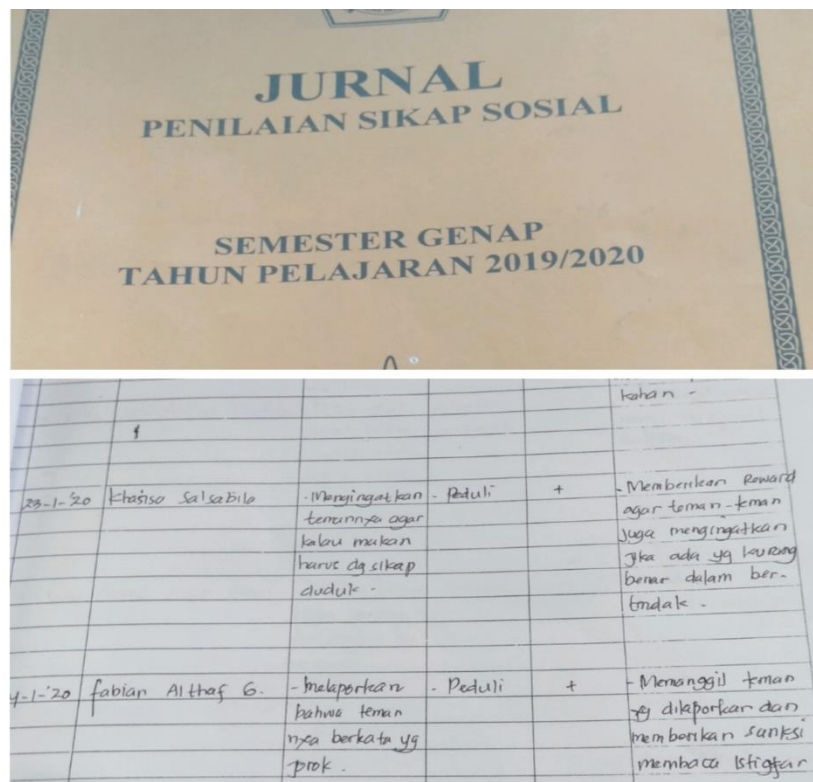 JURNAL
PENILAIAN SIKAP SOSIAL
SEMESTER GENAP
TAHUN PELAJARAN 2019/2020
kahan -
23-1-'20 Khasisa Salsabila - Mengingatkan - Peduli + - Memberikan Reward
temannya agar agar teman-teman
kalau makan juga mengingatkan
harus dg sikap jika ada yg kurang
duduk - benar dalam ber-
tindak -
4-1-'20 fabian Althaf G. - melaporkan - Peduli + - Memanggil teman
bahwa teman yg dilaporkan dan
nya berkata yg memberikan sanksi
prok. membaca istigfar